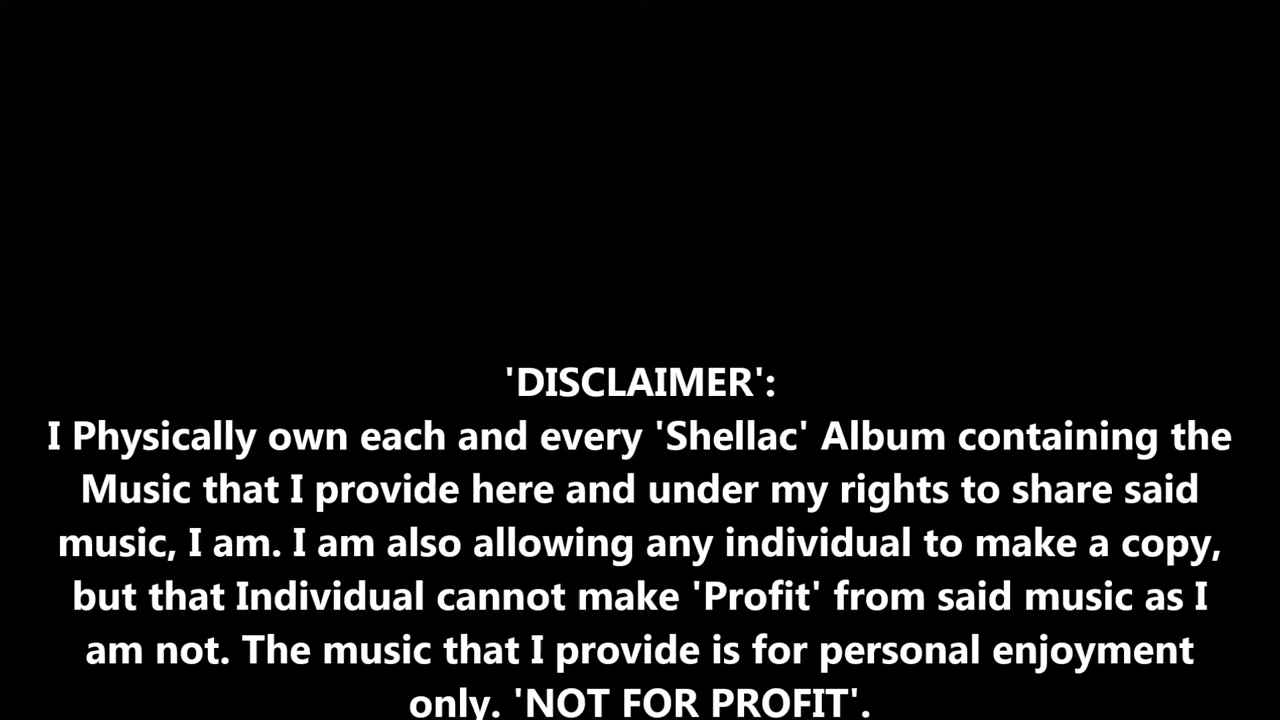 'DISCLAIMER':
I Physically own each and every 'Shellac' Album containing the
Music that I provide here and under my rights to share said
music, I am. I am also allowing any individual to make a copy,
but that Individual cannot make 'Profit' from said music as I
am not. The music that I provide is for personal enjoyment
only. 'NOT FOR PROFIT'.